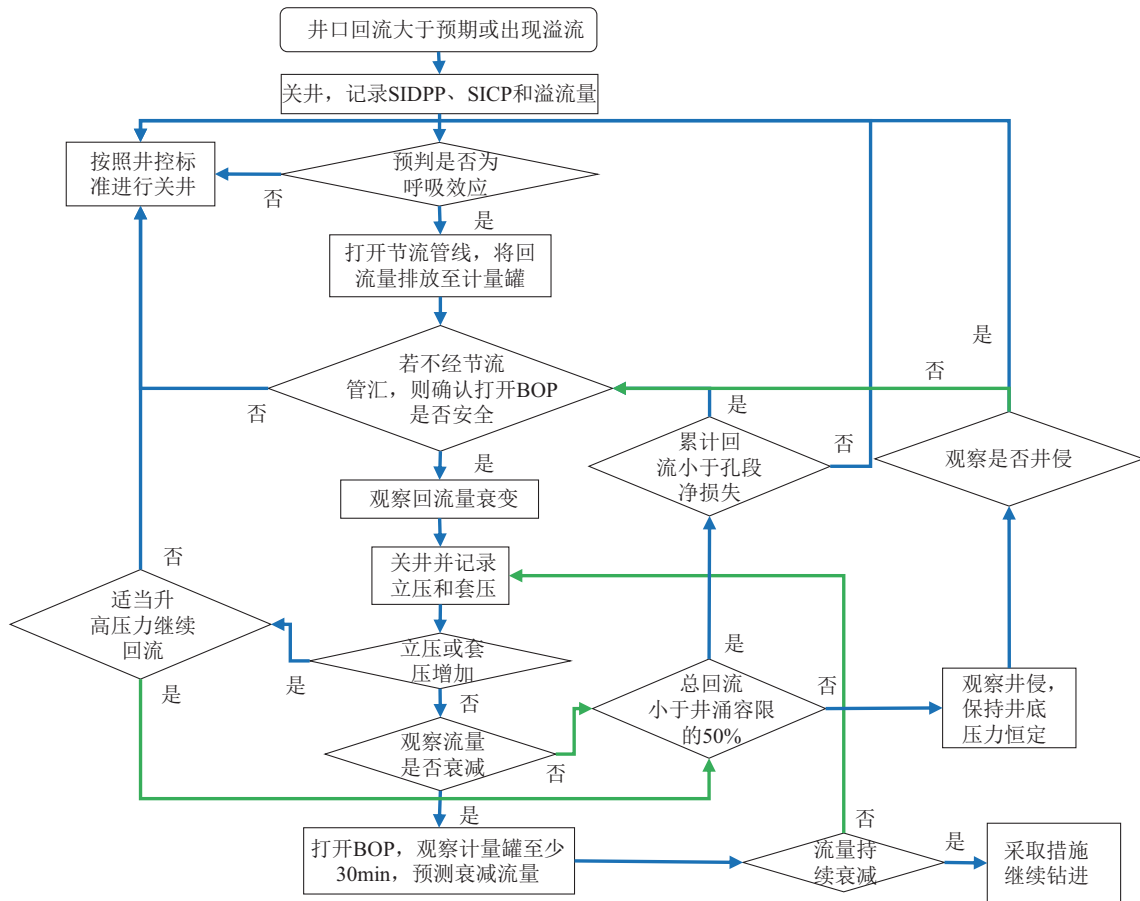 井口回流大于预期或出现溢流
关井，记录SIDPP、SICP和溢流量
按照井控标
准进行关井
否
预判是否为
呼吸效应
是
打开节流管线，将回
流量排放至计量罐
若不经节流
管汇，则确认打开BOP
是否安全
否
是
是
否
是
否
累计回
流小于孔段
净损失
观察是否井侵
观察回流量衰变
关井并记录
立压和套压
否
适当升
高压力继续
回流
是
是
立压或套
压增加
否
是
总回流
小于井涌容限
的50%
否
观察井侵，
保持井底
压力恒定
观察流量
是否衰减
否
是
打开BOP，观察计量罐至少
30min，预测衰减流量
否
流量持
续衰减
是
采取措施
继续钻进